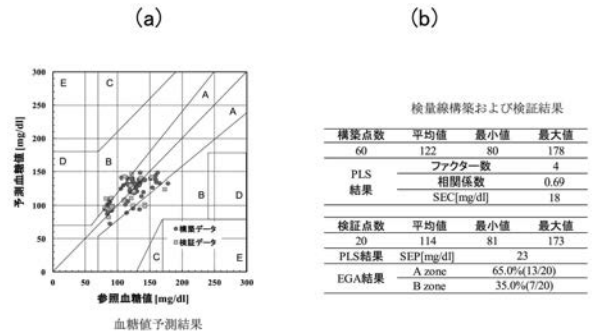 (a)
(b)
E
C
A
A
D
B
B
D
C
E
300
250
200
150
100
50
0
0 50 100 150 200 250 300
予測血糖値 [mg/dl]
参照血糖値 [mg/dl]
構築データ
検証データ
血糖値予測結果
検量線構築および検証結果
構築点数 平均値 最小値 最大値
60 122 80 178
PLS結果 ファクター数 4
相関係数 0.69
SEC[mg/dl] 18
検証点数 平均値 最小値 最大値
20 114 81 173
PLS結果 SEP[mg/dl] 23
EGA結果 A zone 65.0%(13/20)
B zone 35.0%(7/20)